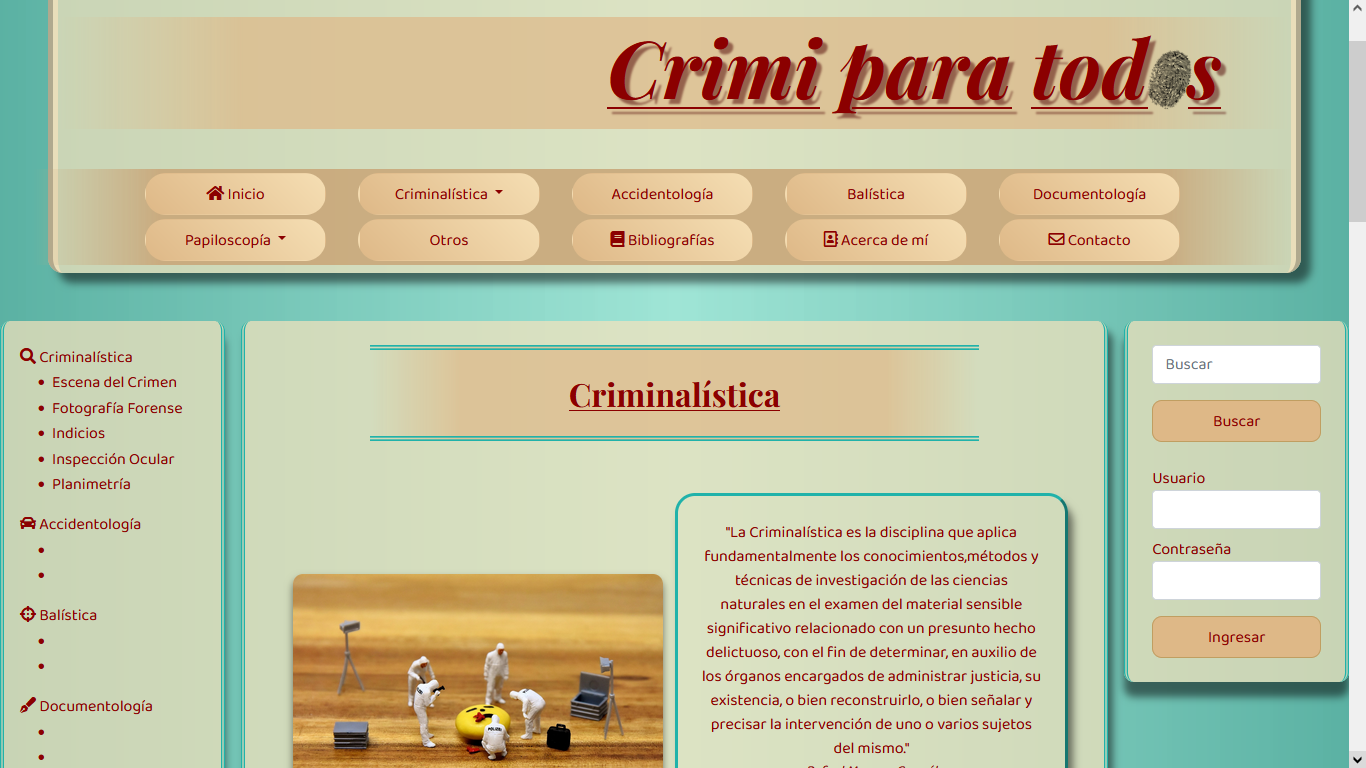 Crimi para todos
Inicio
Criminalística
Accidentología
Balística
Documentología
Papiloscopía
Otros
Bibliografías
Acerca de mí
Contacto
Criminalística
Escena del Crimen
Fotografía Forense
Indicios
Inspección Ocular
Planimetría
Accidentología
Balística
Documentología
Criminalística
"La Criminalística es la disciplina que aplica
fundamentalmente los conocimientos,métodos y
técnicas de investigación de las ciencias
naturales en el examen del material sensible
significativo relacionado con un presunto hecho
delictuoso, con el fin de determinar, en auxilio de
los órganos encargados de administrar justicia, su
existencia, o bien reconstruirlo, o bien señalar y
precisar la intervención de uno o varios sujetos
del mismo."
Buscar
Buscar
Usuario
Contraseña
Ingresar